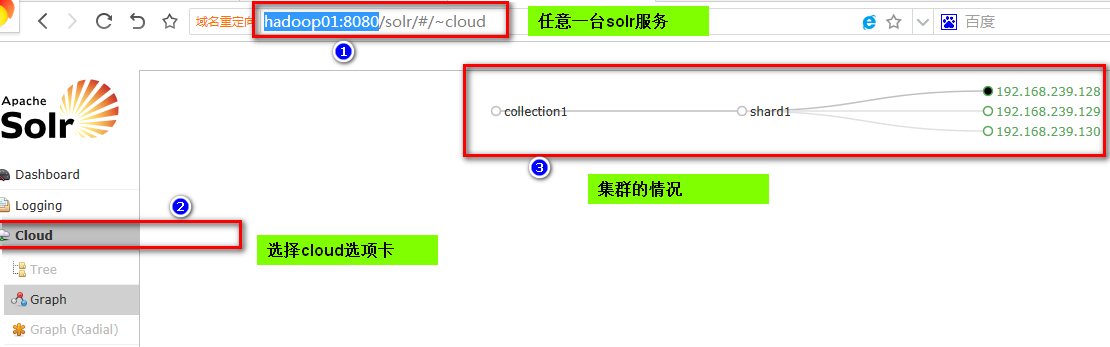 域名重定向
hadoop01:8080/solr/#/~cloud
任意一台solr服务
百度
1
Apache
Solr
collection1
shard1
192.168.239.128
192.168.239.129
192.168.239.130
3
Dashboard
集群的情况
Logging
2
Cloud
选择cloud选项卡
Tree
Graph
Graph (Radial)